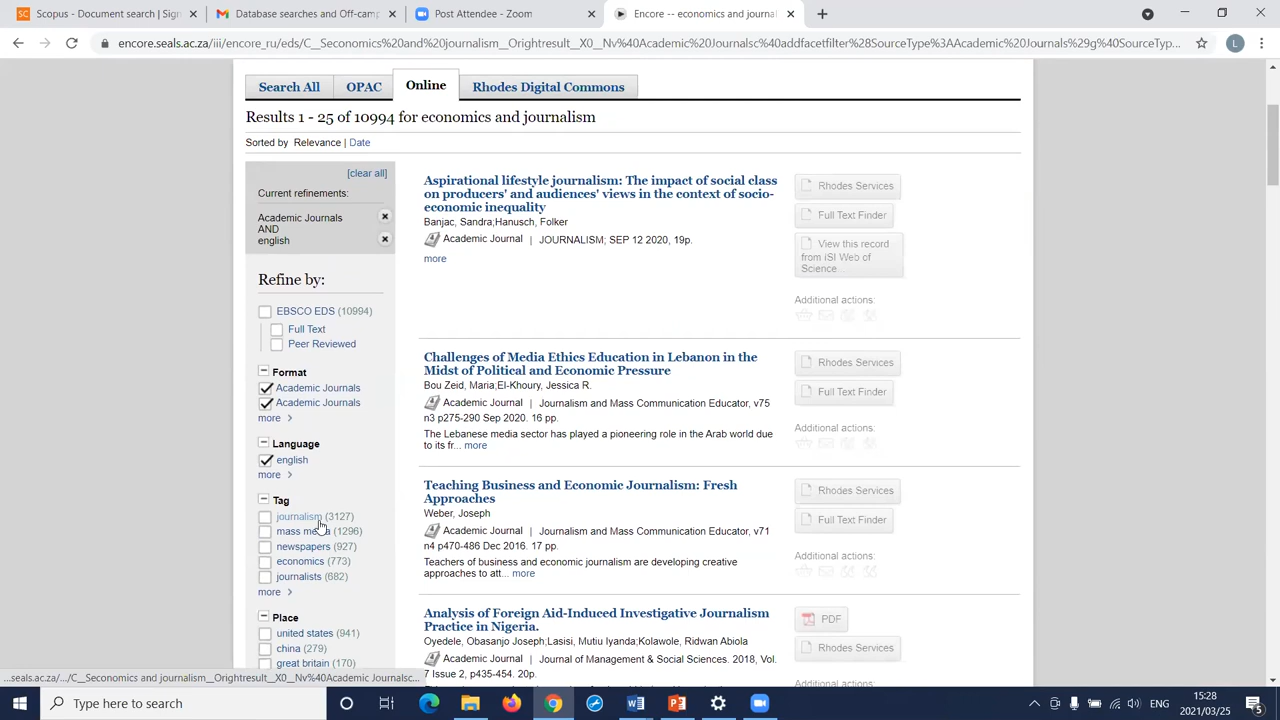 Scopus - Document search | Sign
Database searches and Off-camp
Post Attendee - Zoom
Encore -- economics and journal
encore.seals.ac.za/iii/encore_ru/eds/C__Seconomics%20and%20journalism__Orightresult__X0__Nv%40Academic%20Journalsc%40addfacetfilter%28SourceType%3AAcademic%20Journals%29g%40SourceTyp...
L
Search All
OPAC
Online
Rhodes Digital Commons
Results 1 - 25 of 10994 for economics and journalism
Sorted by Relevance | Date
[clear all]
Current refinements:
Academic Journals
AND
english
Refine by:
EBSCO EDS (10994)
Full Text
Peer Reviewed
Format
Academic Journals
Academic Journals
more >
Language
english
more >
Tag
journalism (3127)
mass media (1296)
newspapers (927)
economics (773)
journalists (682)
more >
Place
united states (941)
china (279)
great britain (170)
Aspirational lifestyle journalism: The impact of social class
on producers' and audiences' views in the context of socio-
economic inequality
Banjac, Sandra;Hanusch, Folker
Academic Journal | JOURNALISM; SEP 12 2020, 19p.
more
Rhodes Services
Full Text Finder
View this record
from ISI Web of
Science
Additional actions:
Challenges of Media Ethics Education in Lebanon in the
Midst of Political and Economic Pressure
Bou Zeid, Maria;El-Khoury, Jessica R.
Academic Journal | Journalism and Mass Communication Educator, v75
n3 p275-290 Sep 2020. 16 pp.
The Lebanese media sector has played a pioneering role in the Arab world due
to its fr... more
Rhodes Services
Full Text Finder
Additional actions:
Teaching Business and Economic Journalism: Fresh
Approaches
Weber, Joseph
Academic Journal | Journalism and Mass Communication Educator, v71
n4 p470-486 Dec 2016. 17 pp.
Teachers of business and economic journalism are developing creative
approaches to att... more
Rhodes Services
Full Text Finder
Additional actions:
Analysis of Foreign Aid-Induced Investigative Journalism
Practice in Nigeria.
Oyedele, Obasanjo Joseph;Lasisi, Mutiu Iyanda;Kolawole, Ridwan Abiola
Academic Journal | Journal of Management & Social Sciences. 2018, Vol.
7 Issue 2, p435-454. 20p.
PDF
Rhodes Services
Additional actions:
...seals.ac.za/.../C__Seconomics and journalism__Orightresult__X0__Nv%40Academic Journalsc...
Type here to search
ENG
15:28
2021/03/25
5